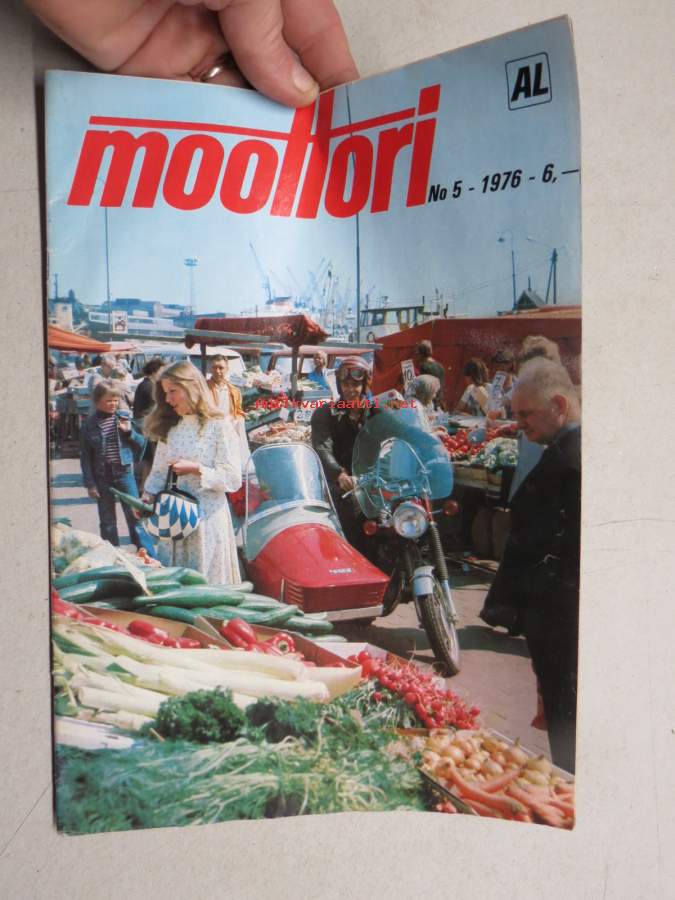 AL
moottori
No 5 - 1976 - 6,—